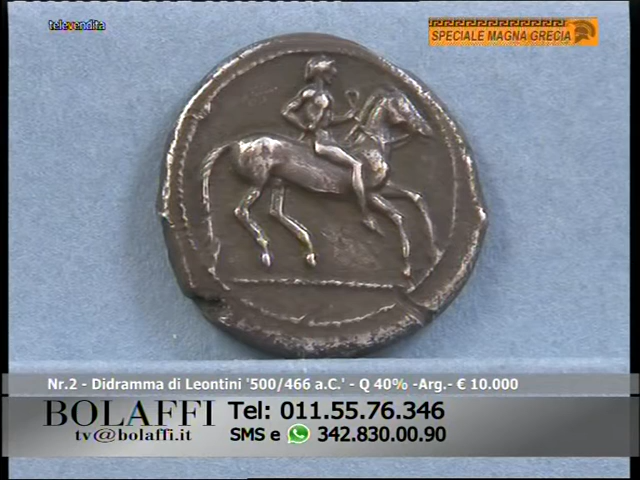 televendita
SPECIALE MAGNA GRECIA
Nr.2 - Didramma di Leontini '500/466 a.C.' - Q 40% -Arg.- € 10.000
BOLAFFI
tv@bolaffi.it
Tel: 011.55.76.346
SMS e 342.830.00.90